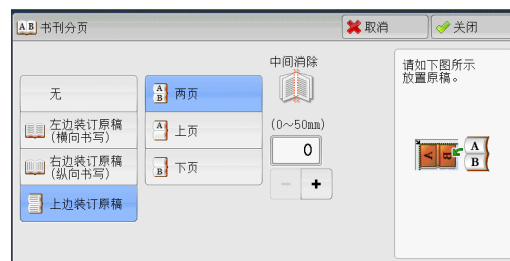 A B 书刊分页
取消
关闭
无
左边装订原稿
(横向书写)
右边装订原稿
(纵向书写)
上边装订原稿
A B 两页
A 上页
B 下页
中间消除
(0～50mm)
0
− +
请如下图所示
放置原稿。
A B
A
B